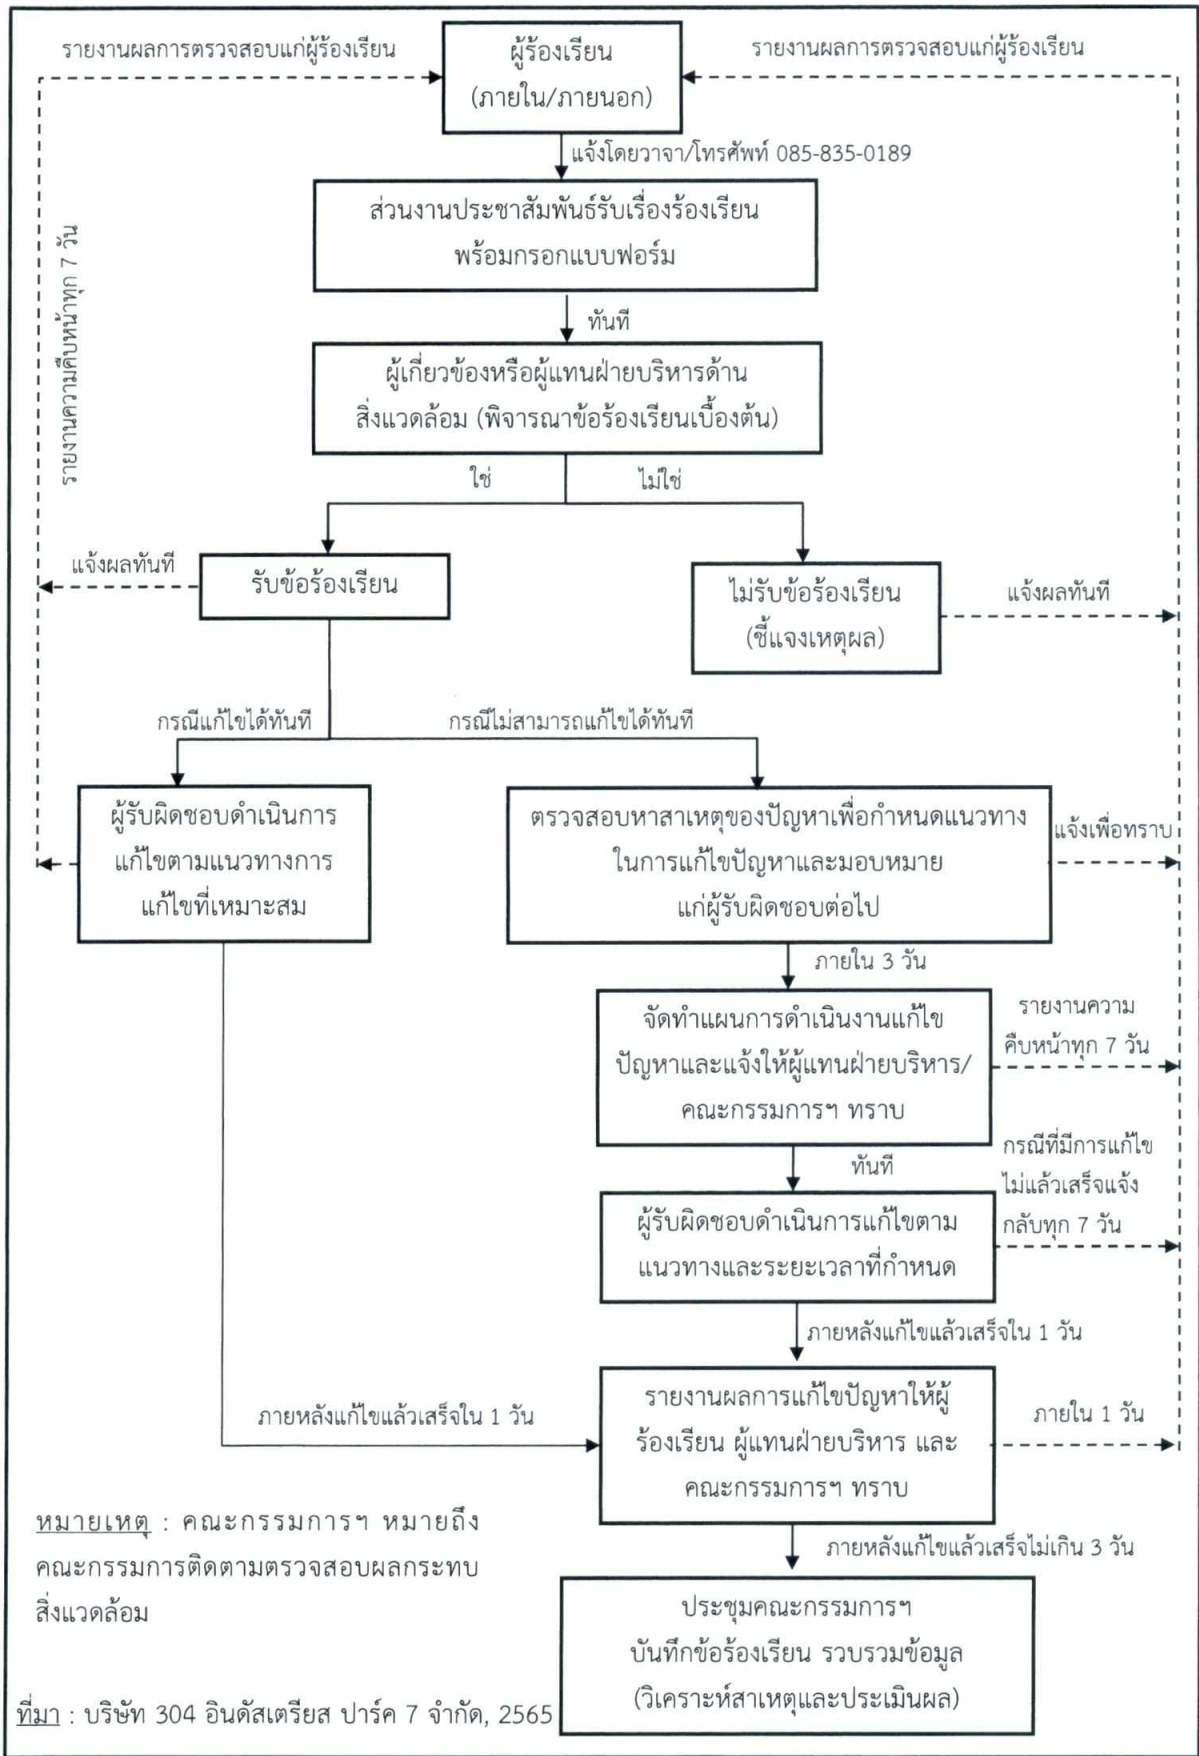 รายงานผลการตรวจสอบแก่ผู้ร้องเรียน
ผู้ร้องเรียน
(ภายใน/ภายนอก)
รายงานผลการตรวจสอบแก่ผู้ร้องเรียน
แจ้งโดยวาจา/โทรศัพท์ 085-835-0189
ส่วนงานประชาสัมพันธ์รับเรื่องร้องเรียน
พร้อมกรอกแบบฟอร์ม
รายงานความคืบหน้าทุก 7 วัน
ทันที
ผู้เกี่ยวข้องหรือผู้แทนฝ่ายบริหารด้าน
สิ่งแวดล้อม (พิจารณาข้อร้องเรียนเบื้องต้น)
ใช่
ไม่ใช่
แจ้งผลทันที
รับข้อร้องเรียน
ไม่รับข้อร้องเรียน
(ชี้แจงเหตุผล)
แจ้งผลทันที
กรณีแก้ไขได้ทันที
กรณีไม่สามารถแก้ไขได้ทันที
ผู้รับผิดชอบดำเนินการ
แก้ไขตามแนวทางการ
แก้ไขที่เหมาะสม
ตรวจสอบหาสาเหตุของปัญหาเพื่อกำหนดแนวทาง
ในการแก้ไขปัญหาและมอบหมาย
แก่ผู้รับผิดชอบต่อไป
แจ้งเพื่อทราบ
ภายใน 3 วัน
จัดทำแผนการดำเนินงานแก้ไข
ปัญหาและแจ้งให้ผู้แทนฝ่ายบริหาร/
คณะกรรมการฯ ทราบ
รายงานความ
คืบหน้าทุก 7 วัน
ทันที
ผู้รับผิดชอบดำเนินการแก้ไขตาม
แนวทางและระยะเวลาที่กำหนด
กรณีที่มีการแก้ไข
ไม่แล้วเสร็จแจ้ง
กลับทุก 7 วัน
ภายหลังแก้ไขแล้วเสร็จใน 1 วัน
ภายหลังแก้ไขแล้วเสร็จใน 1 วัน
รายงานผลการแก้ไขปัญหาให้ผู้
ร้องเรียน ผู้แทนฝ่ายบริหาร และ
คณะกรรมการฯ ทราบ
ภายใน 1 วัน
หมายเหตุ : คณะกรรมการฯ หมายถึง
คณะกรรมการติดตามตรวจสอบผลกระทบ
สิ่งแวดล้อม
ภายหลังแก้ไขแล้วเสร็จไม่เกิน 3 วัน
ประชุมคณะกรรมการฯ
บันทึกข้อร้องเรียน รวบรวมข้อมูล
(วิเคราะห์สาเหตุและประเมินผล)
ที่มา : บริษัท 304 อินดัสเตรียส ปาร์ค 7 จำกัด, 2565